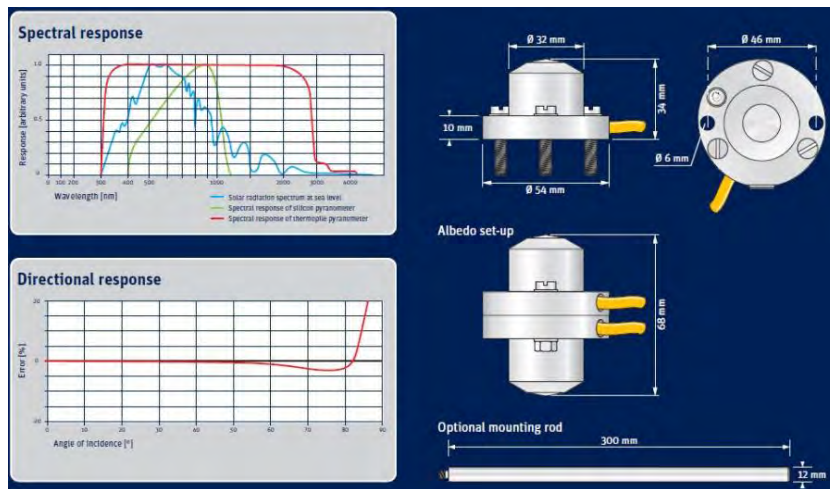 Spectral response
Response [arbitrary units]
1.0
0.5
0
0 100 200 300 400 500 1000 2000 3000 4000
Wavelength [nm]
Solar radiation spectrum at sea level
Spectral response of silicon pyranometer
Spectral response of thermopile pyranometer
Directional response
Error [%]
20
0
-20
0 10 20 30 40 50 60 70 80 90
Angle of incidence [°]
Ø 32 mm
34 mm
10 mm
Ø 54 mm
Ø 46 mm
Ø 6 mm
Albedo set-up
68 mm
Optional mounting rod
300 mm
12 mm